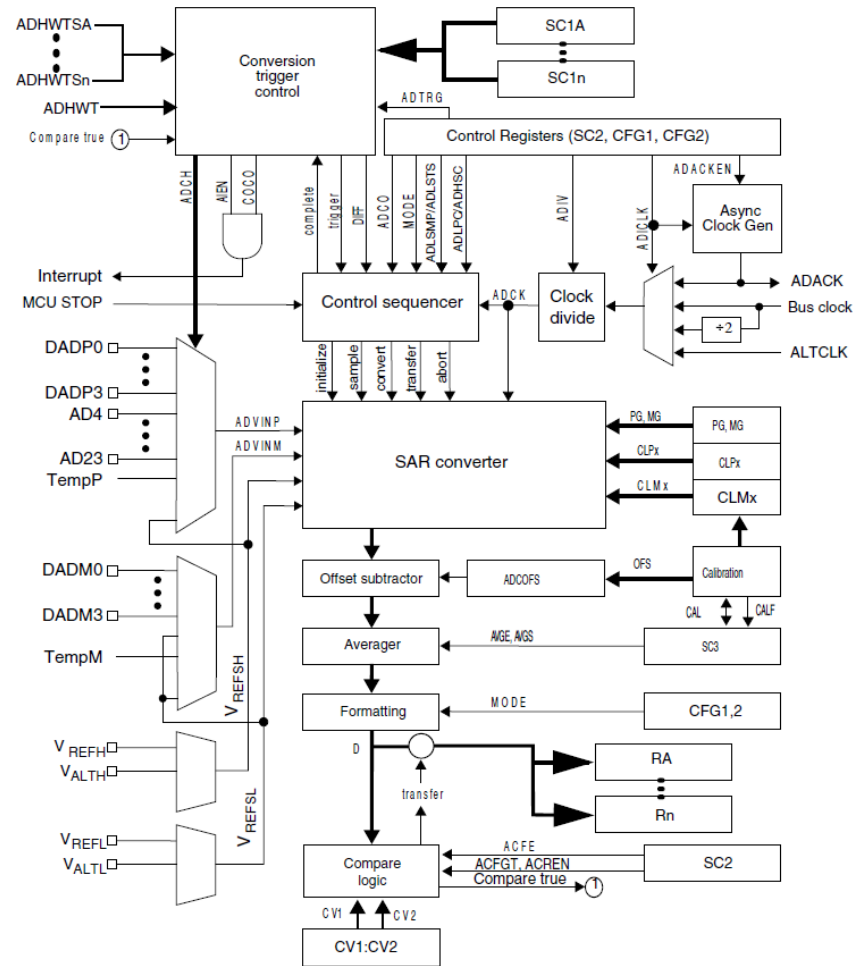 ADHWTSA
ADHWTSn
ADHWT
Compare true 1
Conversion trigger control
SC1A
SC1n
ADTRG
Control Registers (SC2, CFG1, CFG2)
ADCH
AIEN
COCO
complete
trigger
DIFF
ADCO
MODE
ADLSMP/ADLSTS
ADLPC/ADHSC
ADIV
ADICLK
ADACKEN
Async
Clock Gen
Interrupt
MCU STOP
Control sequencer
ADCK
Clock
divide
ADACK
Bus clock
÷2
ALTCLK
initialize
sample
convert
transfer
abort
DADP0
DADP3
AD4
AD23
TempP
ADVINP
ADVINM
SAR converter
PG, MG
PG, MG
CLPx
CLPx
CLMx
CLMx
DADM0
DADM3
TempM
Offset subtractor
ADCOFS
OFS
Calibration
CAL
CALF
Averager
AVGE, AVGS
SC3
VREFSH
Formatting
MODE
CFG1,2
D
transfer
RA
Rn
VREFH
VALTH
VREFSL
VREFL
VALTL
Compare
logic
ACFE
ACFGT, ACREN
Compare true 1
SC2
CV1
CV2
CV1:CV2